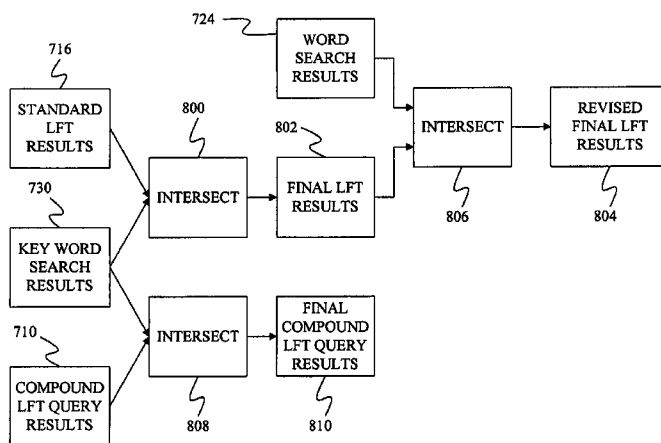 724
WORD
SEARCH
RESULTS
716
STANDARD
LFT
RESULTS
800
INTERSECT
802
FINAL LFT
RESULTS
INTERSECT
806
REVISED
FINAL LFT
RESULTS
804
730
KEY WORD
SEARCH
RESULTS
710
COMPOUND
LFT QUERY
RESULTS
INTERSECT
808
FINAL
COMPOUND
LFT QUERY
RESULTS
810